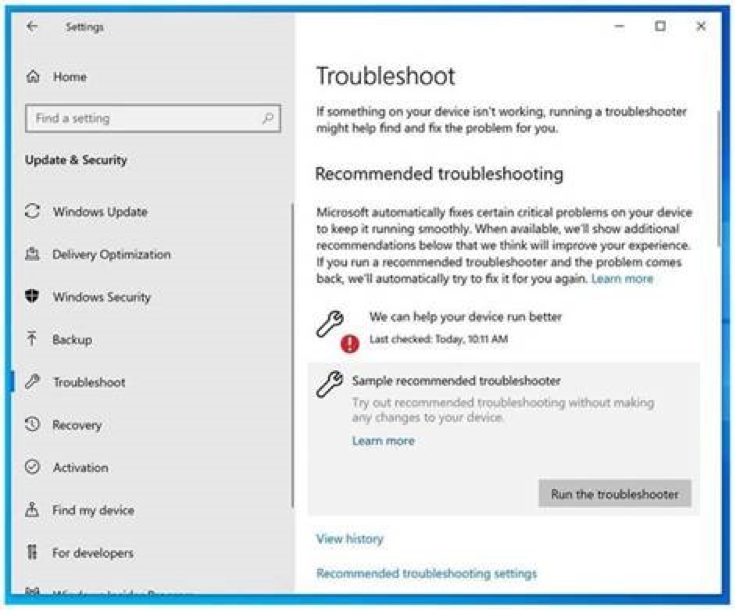 Settings
Home
Find a setting
Update & Security
Windows Update
Delivery Optimization
Windows Security
Backup
Troubleshoot
Recovery
Activation
Find my device
For developers
Windows Insider Program
Troubleshoot
If something on your device isn't working, running a troubleshooter
might help find and fix the problem for you.
Recommended troubleshooting
Microsoft automatically fixes certain critical problems on your device
to keep it running smoothly. When available, we'll show additional
recommendations below that we think will improve your experience.
If you run a recommended troubleshooter and the problem comes
back, we'll automatically try to fix it for you again. Learn more
We can help your device run better
Last checked: Today, 10:11 AM
Sample recommended troubleshooter
Try out recommended troubleshooting without making
any changes to your device.
Learn more
Run the troubleshooter
View history
Recommended troubleshooting settings